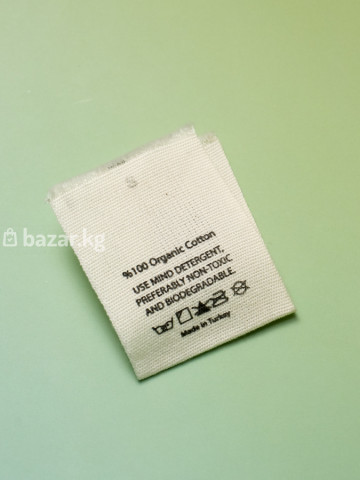 S
bazar.kg
%100 Organic Cotton
USE MIND DETERGENT,
PREFERABLY NON-TOXIC
AND BIODEGRADABLE.
Made in Turkey